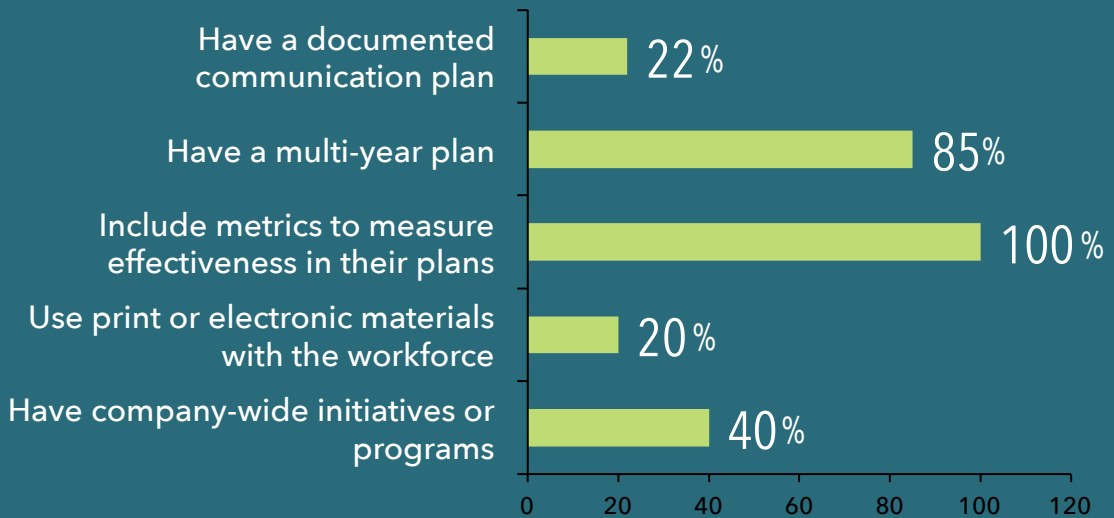 Have a documented
communication plan
22%
Have a multi-year plan
85%
Include metrics to measure
effectiveness in their plans
100%
Use print or electronic materials
with the workforce
20%
Have company-wide initiatives or
programs
40%
0 20 40 60 80 100 120